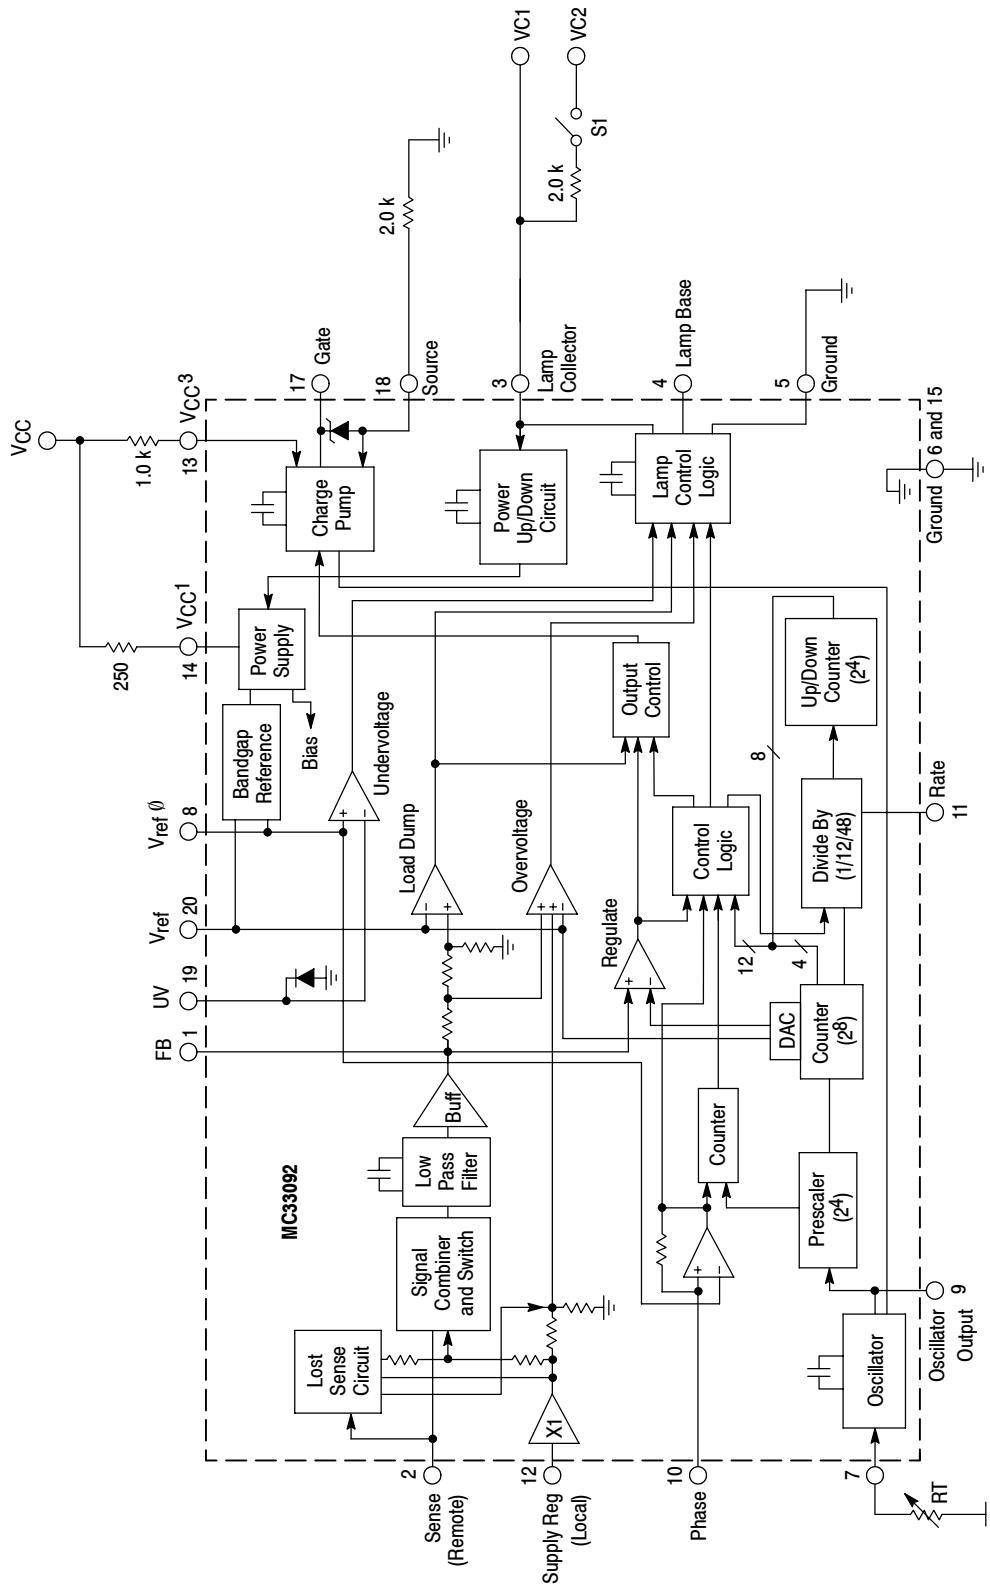 VCC
1.0 k
250
VC1
VC2
S1
2.0 k
2.0 k
FB
1
UV
19
Vref
20
Vref Ø
8
VCC1
14
VCC3
13
MC33092
Bandgap
Reference
Power
Supply
Bias
Charge
Pump
17
Gate
18
Source
Undervoltage
Load Dump
Overvoltage
Power
Up/Down
Circuit
3
Lamp
Collector
Sense
(Remote)
2
Lost
Sense
Circuit
Signal
Combiner
and Switch
Low
Pass
Filter
Buff
Supply Reg
(Local)
12
X1
Regulate
Output
Control
Lamp
Control
Logic
4
Lamp Base
5
Ground
Phase
10
Counter
Control
Logic
12
4
8
DAC
Prescaler
(2⁴)
Counter
(2⁸)
Divide By
(1/12/48)
Up/Down
Counter
(2⁴)
7
RT
Oscillator
Oscillator
Output
9
11
Rate
Ground
6 and 15